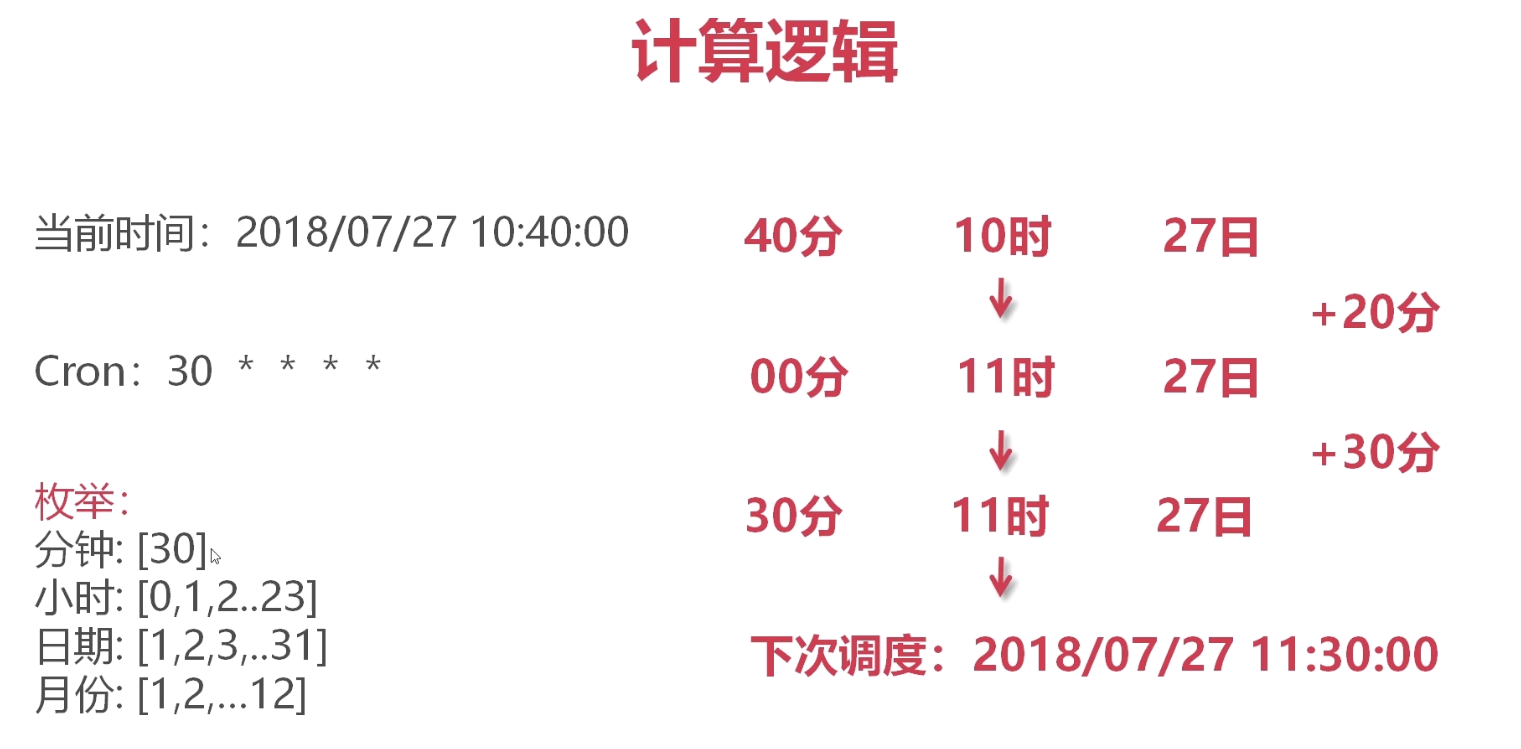 计算逻辑
当前时间：2018/07/27 10:40:00
40分 10时 27日
+20分
Cron：30 * * * *
00分 11时 27日
+30分
枚举：
30分 11时 27日
分钟: [30]
小时: [0,1,2..23]
日期: [1,2,3,..31]
下次调度：2018/07/27 11:30:00
月份: [1,2,...12]